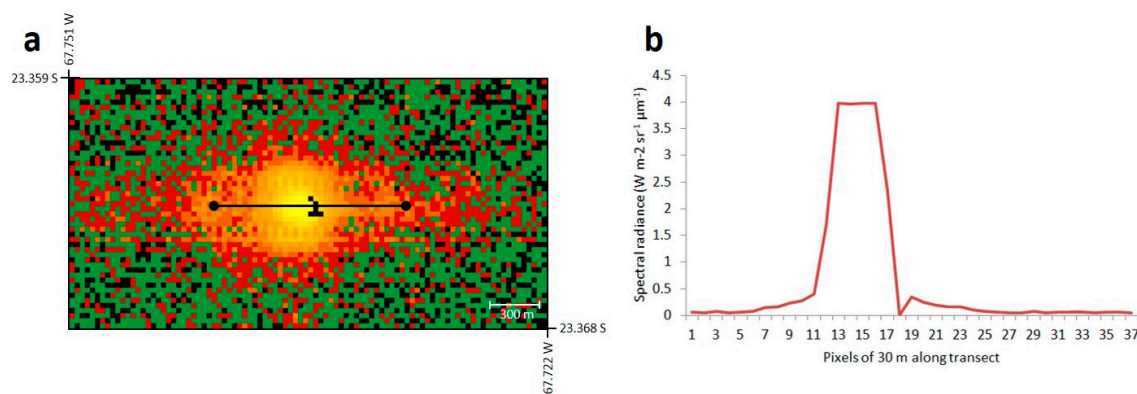 a
67.751 W
23.359 S
300 m
23.368 S
67.722 W
b
4.5
4
3.5
3
2.5
2
1.5
1
0.5
0
Spectral radiance (W m-2 sr⁻¹ µm⁻¹)
1 3 5 7 9 11 13 15 17 19 21 23 25 27 29 31 33 35 37
Pixels of 30 m along transect